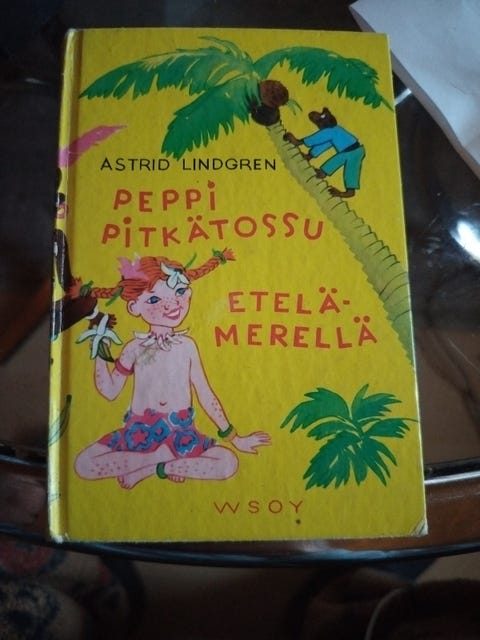 ASTRID LINDGREN
PEPPI
PITKÄTOSSU
ETELÄ-
MERELLÄ
WSOY